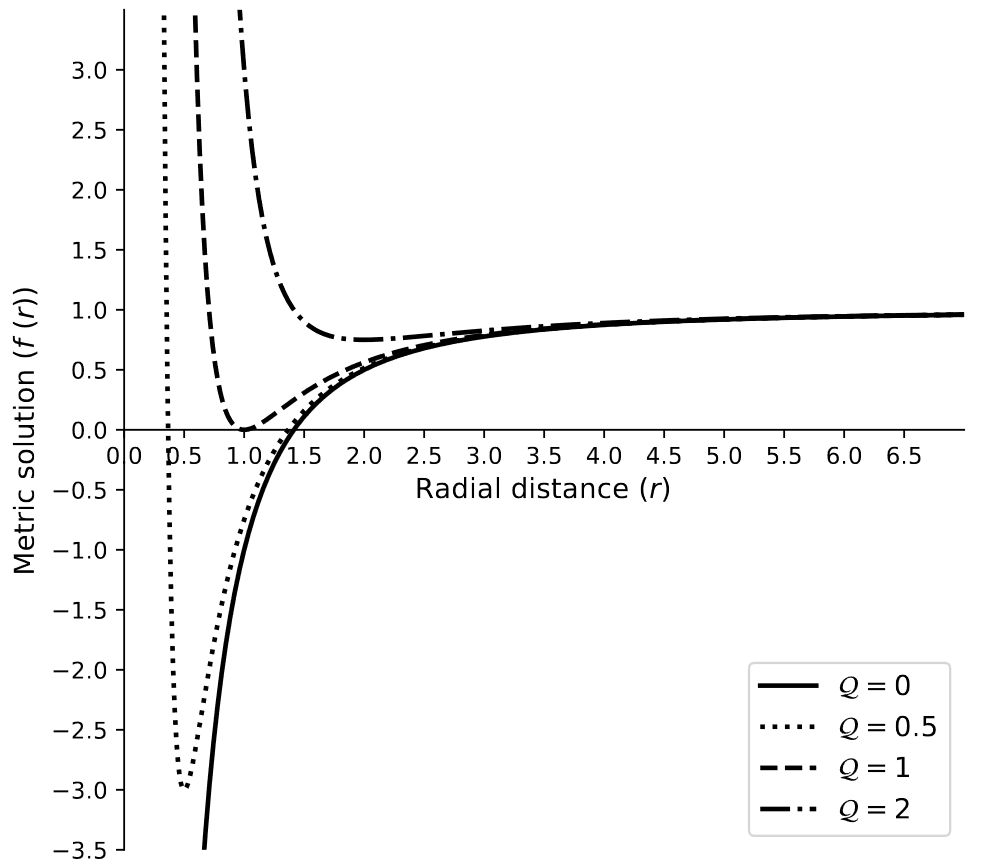 3.0
2.5
2.0
1.5
1.0
0.5
0.0
−0.5
−1.0
−1.5
−2.0
−2.5
−3.0
−3.5
Metric solution (f (r))
0.0 0.5 1.0 1.5 2.0 2.5 3.0 3.5 4.0 4.5 5.0 5.5 6.0 6.5
Radial distance (r)
𝒬 = 0
𝒬 = 0.5
𝒬 = 1
𝒬 = 2